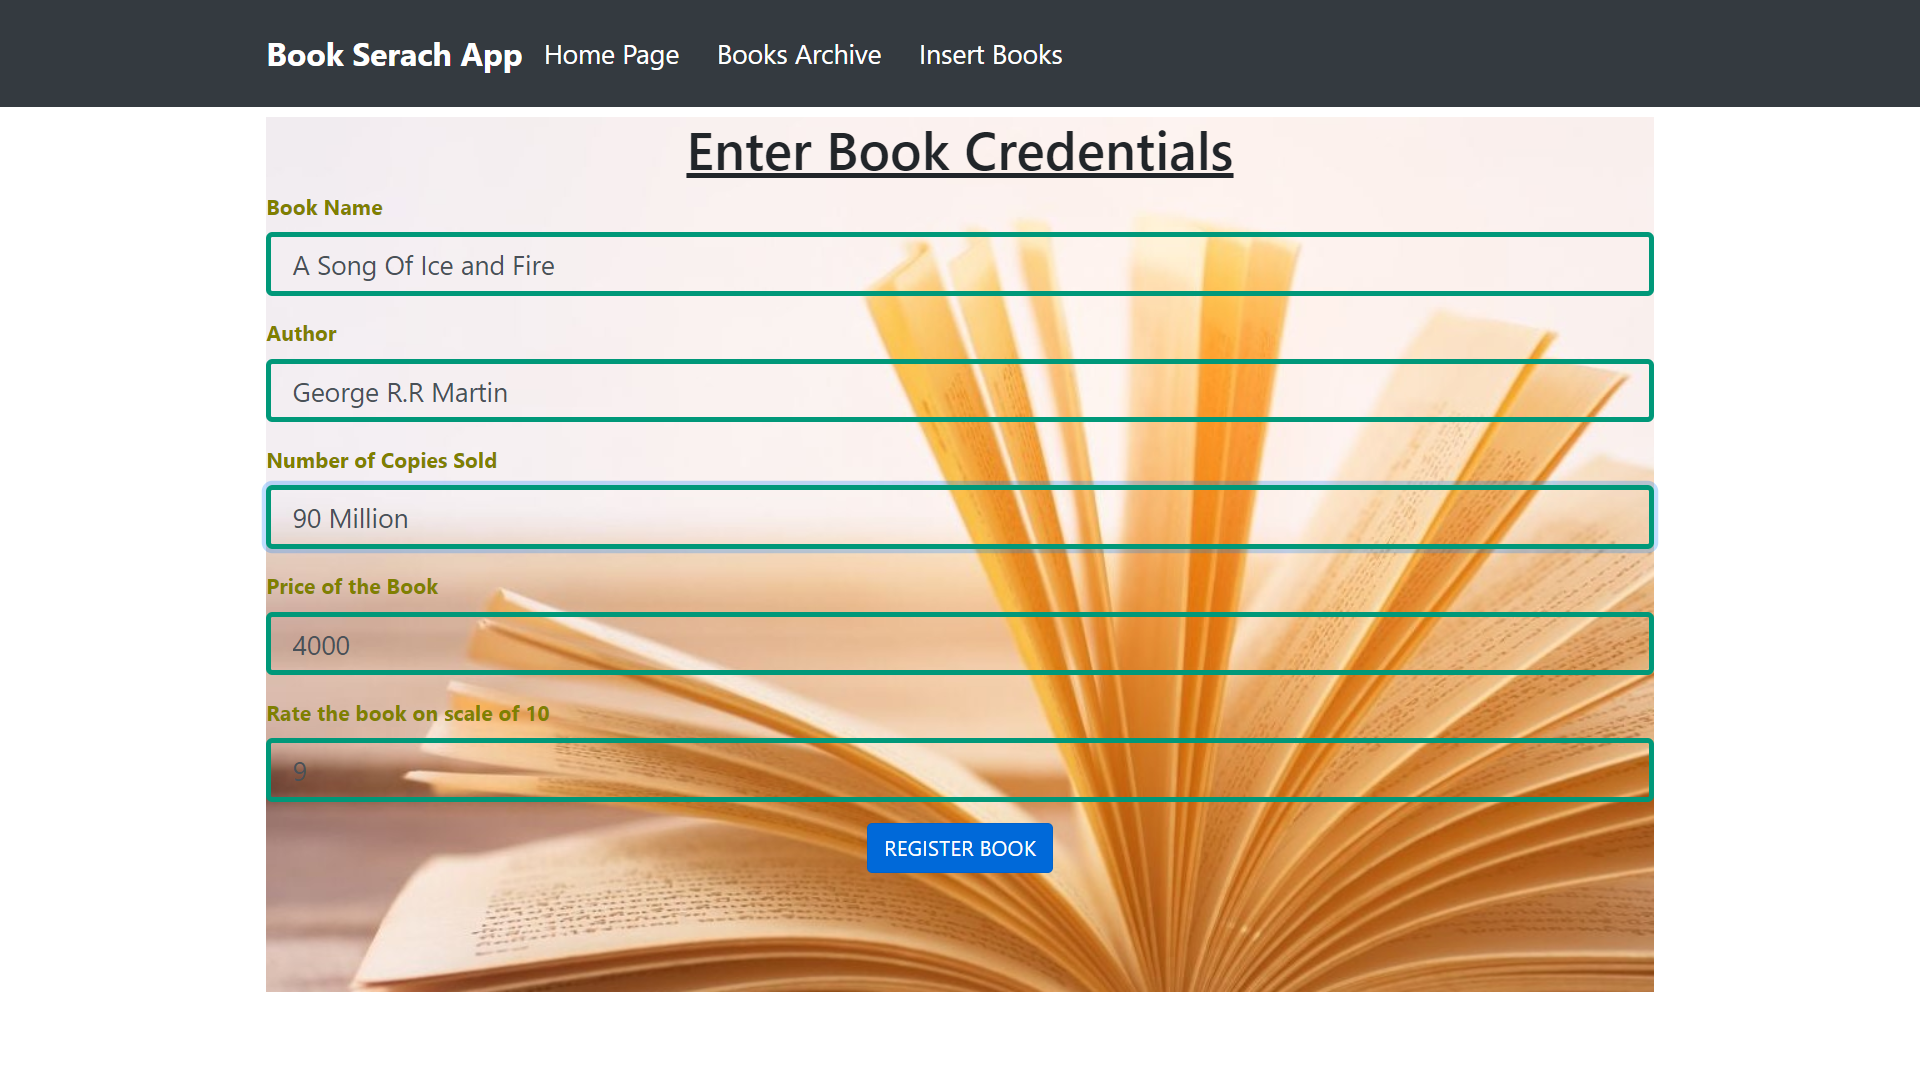 Book Serach App Home Page Books Archive Insert Books
Enter Book Credentials
Book Name
A Song Of Ice and Fire
Author
George R.R Martin
Number of Copies Sold
90 Million
Price of the Book
4000
Rate the book on scale of 10
9
REGISTER BOOK